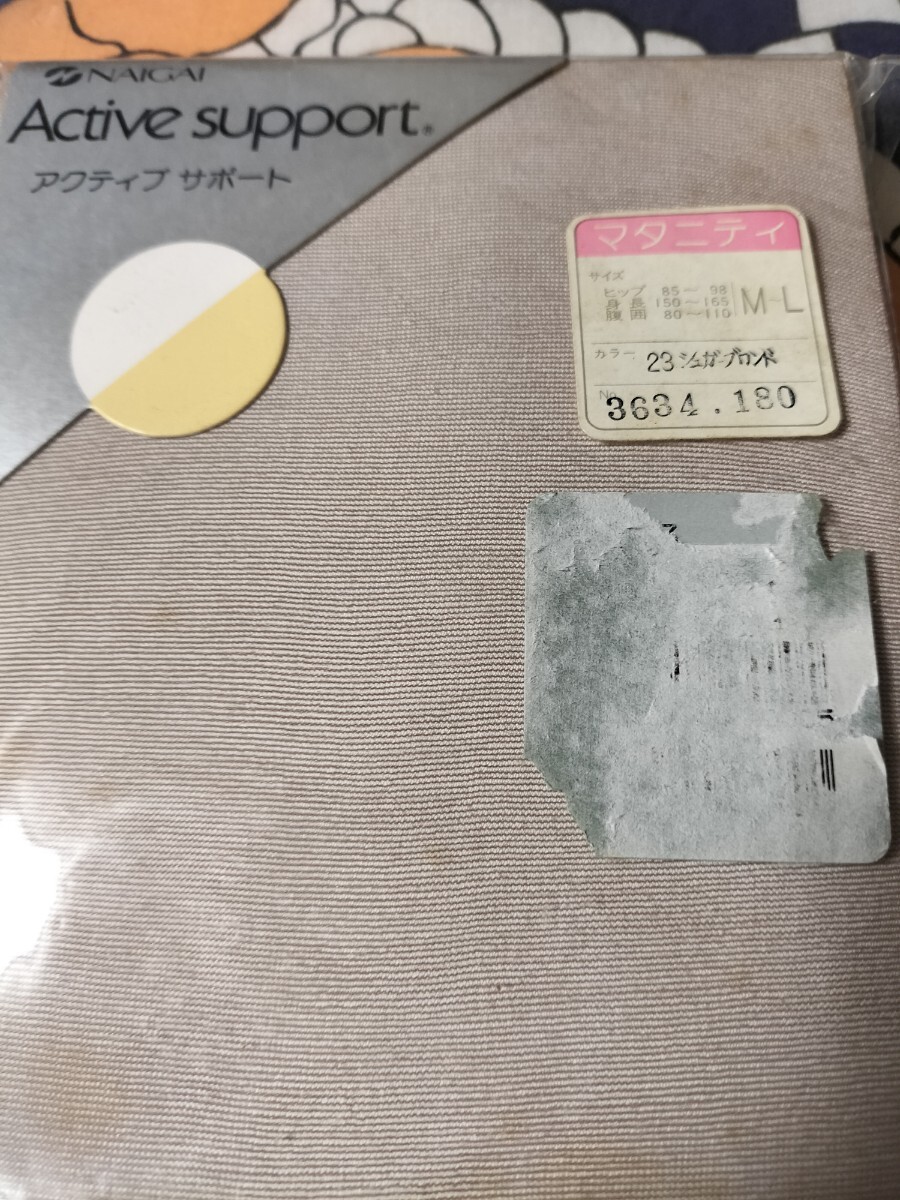 NAIGAI
Active support®
アクティブ サポート
マタニティ
サイズ
ヒップ 85～98
身長 150～165
腹囲 80～110
M-L
カラー 23 シュガーブロンド
No. 3634.180